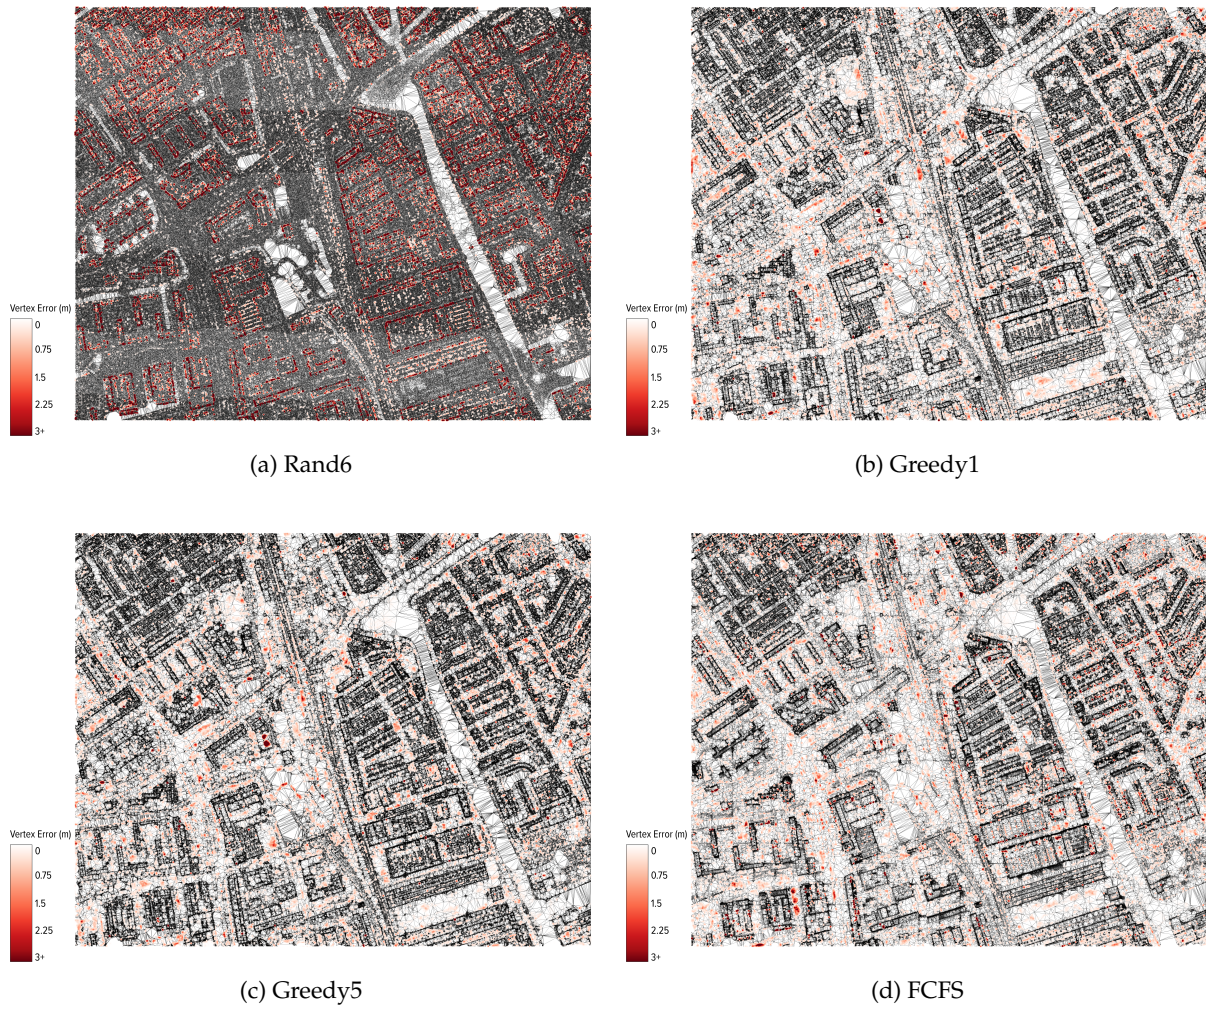 Vertex Error (m)
0
0.75
1.5
2.25
3+
(a) Rand6
Vertex Error (m)
0
0.75
1.5
2.25
3+
(b) Greedy1
Vertex Error (m)
0
0.75
1.5
2.25
3+
(c) Greedy5
Vertex Error (m)
0
0.75
1.5
2.25
3+
(d) FCFS